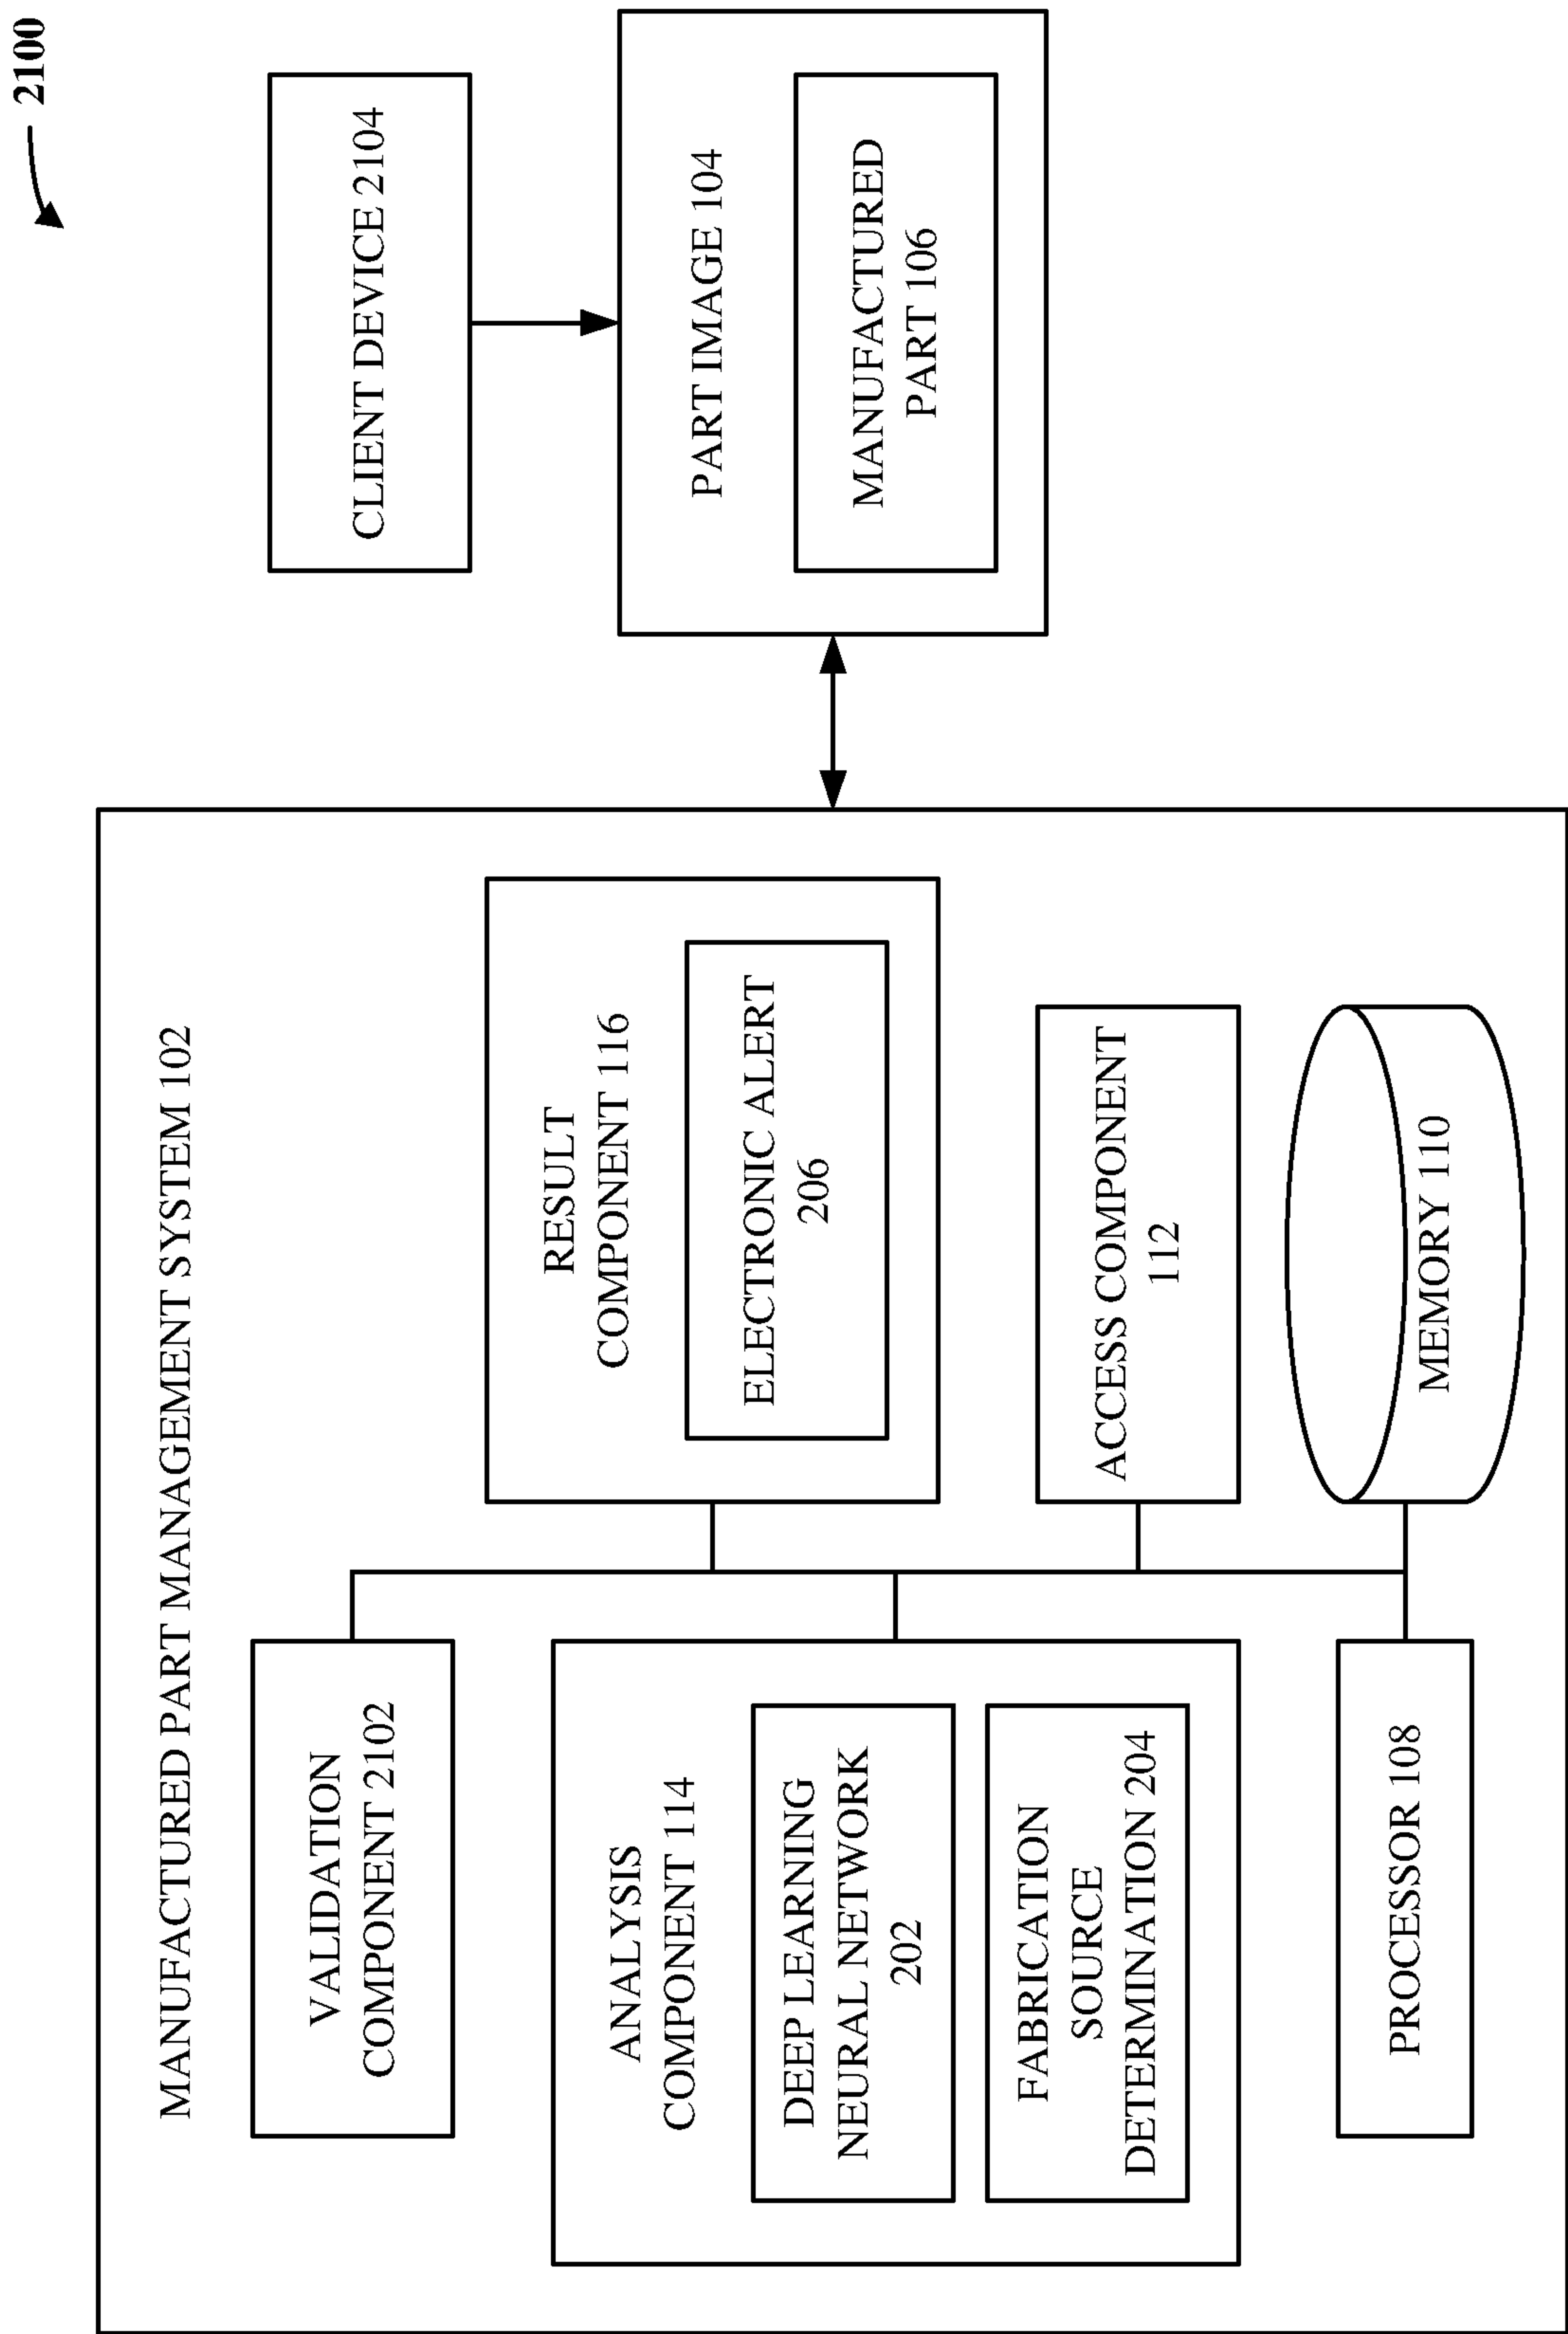 2100
MANUFACTURED PART MANAGEMENT SYSTEM 102
VALIDATION
COMPONENT 2102
ANALYSIS
COMPONENT 114
DEEP LEARNING
NEURAL NETWORK
202
FABRICATION
SOURCE
DETERMINATION 204
PROCESSOR 108
RESULT
COMPONENT 116
ELECTRONIC ALERT
206
ACCESS COMPONENT
112
MEMORY 110
CLIENT DEVICE 2104
PART IMAGE 104
MANUFACTURED
PART 106